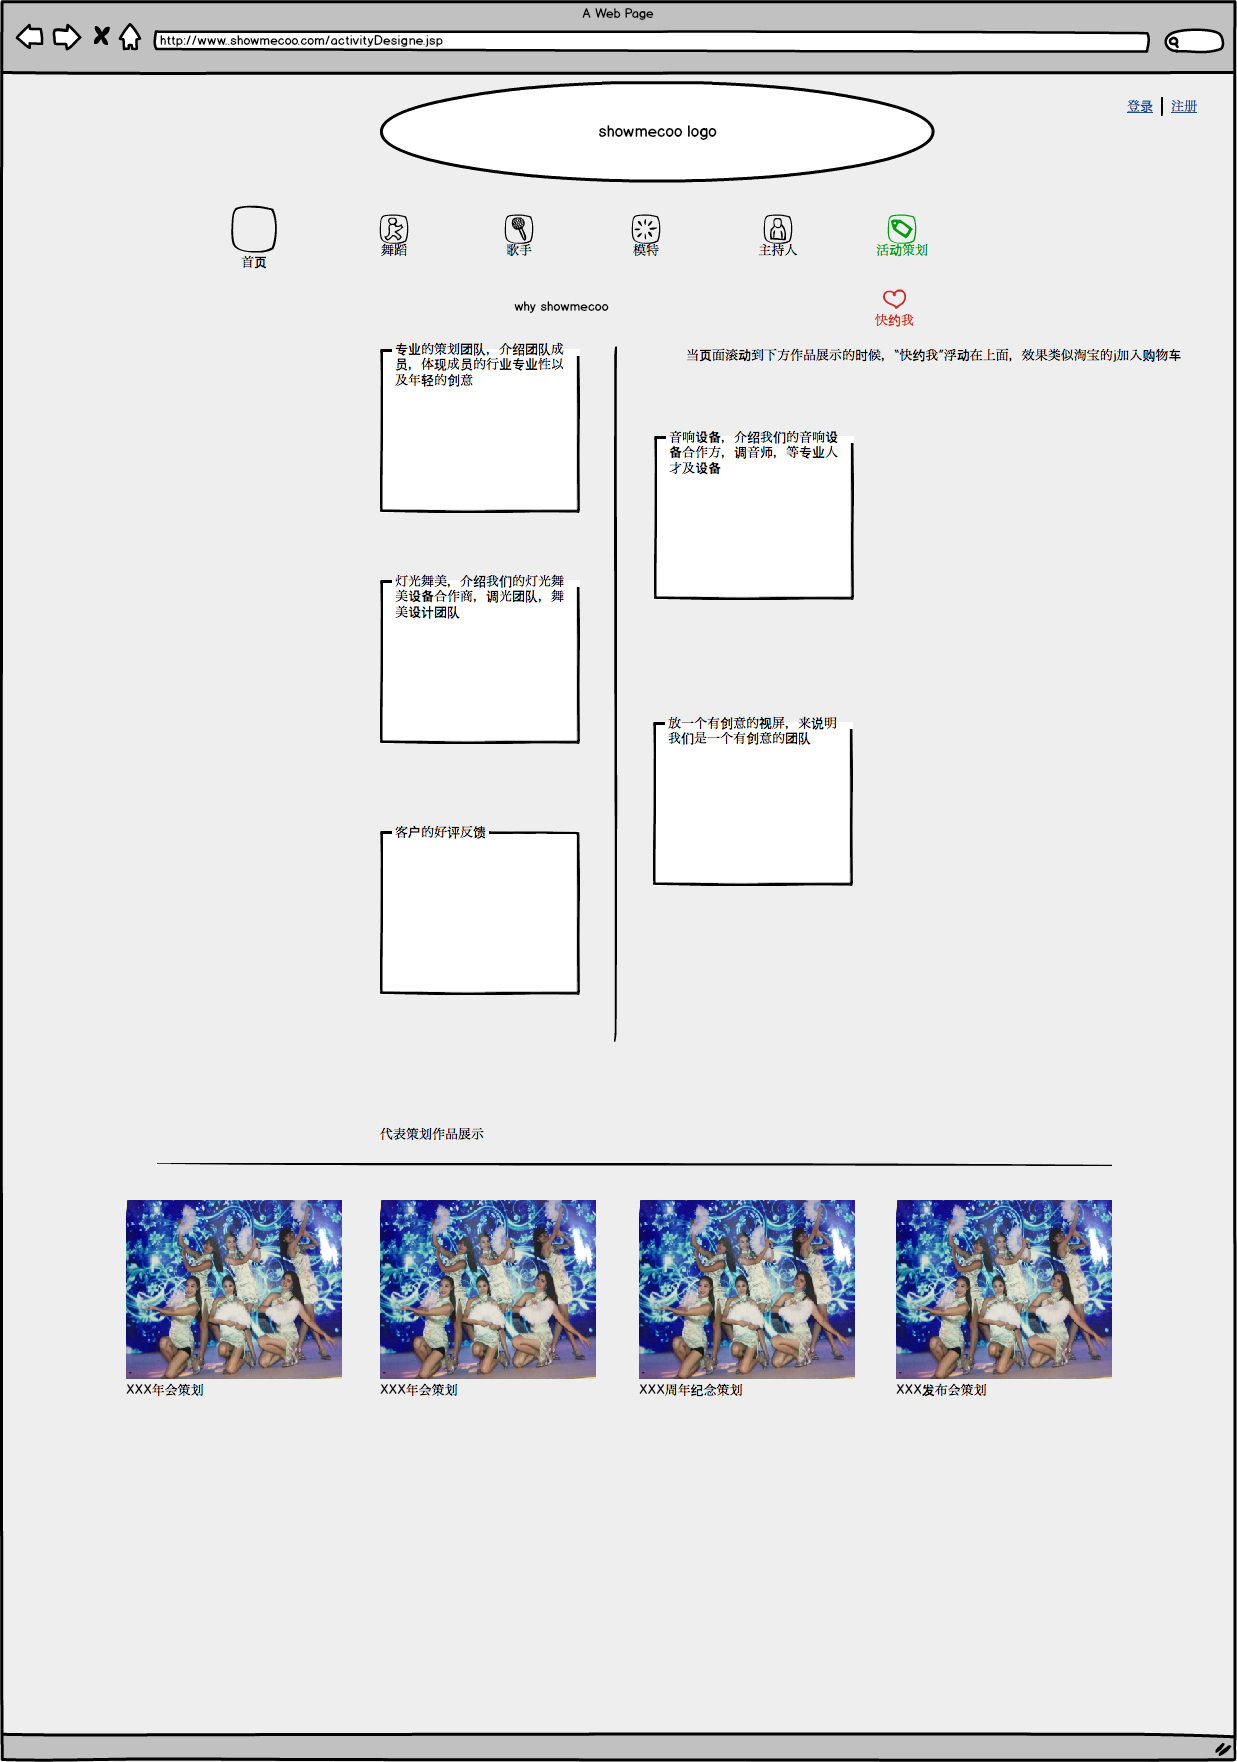 A Web Page
http://www..showmecoo.com/activityDesigne.jsp
登录 | 注册
showmecoo logo
首页
舞蹈
歌手
模特
主持人
活动策划
why showmecoo
快约我
专业的策划团队，介绍团队成
员，体现成员的行业专业性以
及年轻的创意
当页面滚动到下方作品展示的时候，“快约我”浮动在上面，效果类似淘宝的j加入购物车
音响设备，介绍我们的音响设
备合作方，调音师，等专业人
才及设备
灯光舞美，介绍我们的灯光舞
美设备合作商，调光团队，舞
美设计团队
放一个有创意的视屏，来说明
我们是一个有创意的团队
客户的好评反馈
代表策划作品展示
XXX年会策划
XXX年会策划
XXX周年纪念策划
XXX发布会策划